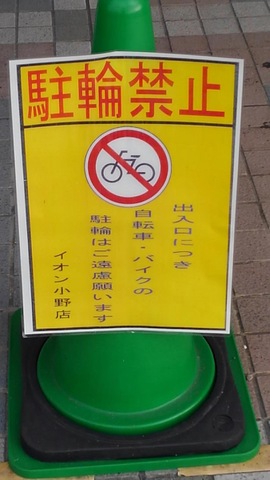 駐輪禁止
出入口につき
自転車・バイクの
駐輪はご遠慮願います
イオン小野店